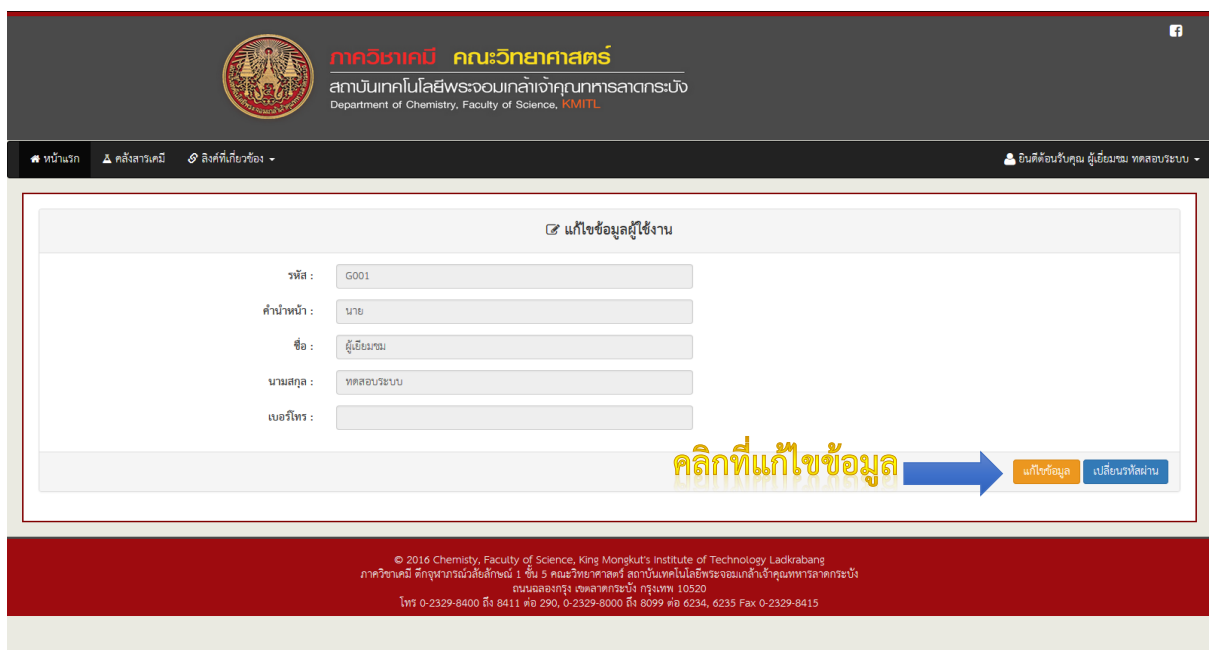 ภาควิชาเคมี คณะวิทยาศาสตร์
สถาบันเทคโนโลยีพระจอมเกล้าเจ้าคุณทหารลาดกระบัง
Department of Chemistry, Faculty of Science, KMITL
หน้าแรก คลังสารเคมี ลิงค์ที่เกี่ยวข้อง ยินดีต้อนรับคุณ ผู้เยี่ยมชม ทดสอบระบบ
แก้ไขข้อมูลผู้ใช้งาน
รหัส : G001
คำนำหน้า : นาย
ชื่อ : ผู้เยี่ยมชม
นามสกุล : ทดสอบระบบ
เบอร์โทร :
คลิกที่แก้ไขข้อมูล แก้ไขข้อมูล เปลี่ยนรหัสผ่าน
© 2016 Chemisty, Faculty of Science, King Mongkut's Institute of Technology Ladkrabang
ภาควิชาเคมี ตึกจุฬาภรณ์วลัยลักษณ์ 1 ชั้น 5 คณะวิทยาศาสตร์ สถาบันเทคโนโลยีพระจอมเกล้าเจ้าคุณทหารลาดกระบัง
ถนนฉลองกรุง เขตลาดกระบัง กรุงเทพ 10520
โทร 0-2329-8400 ถึง 8411 ต่อ 290, 0-2329-8000 ถึง 8099 ต่อ 6234, 6235 Fax 0-2329-8415